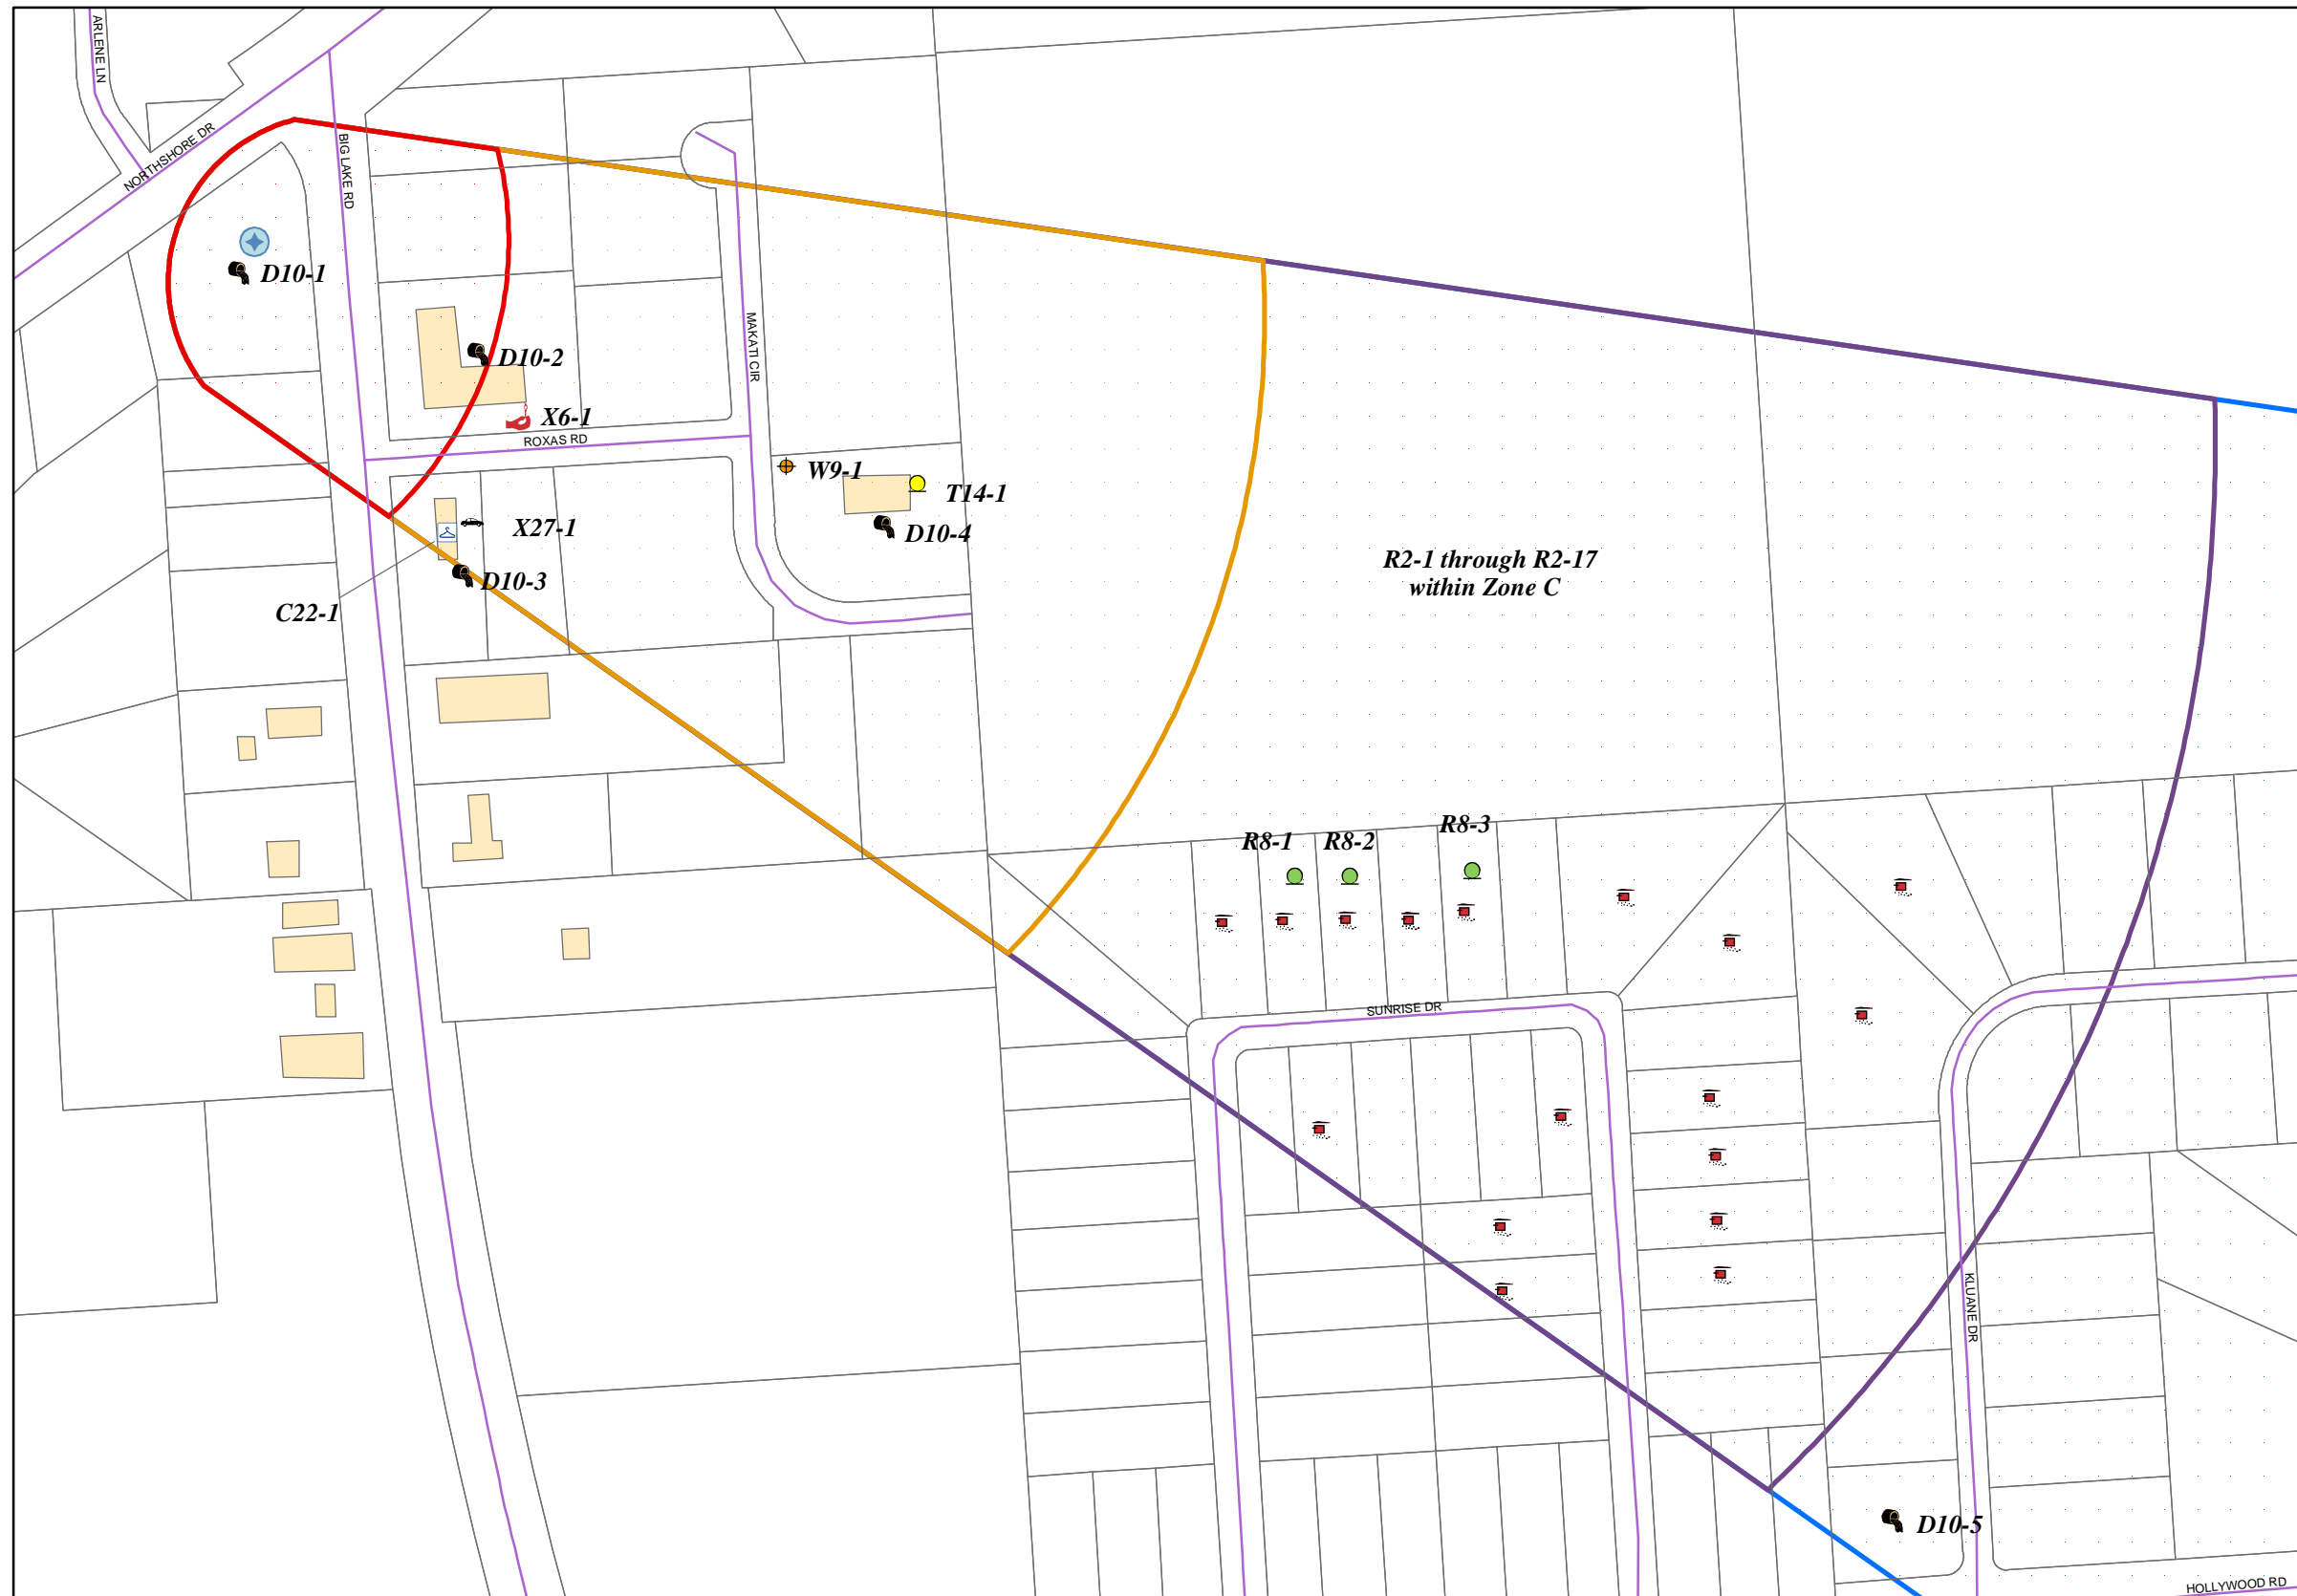 ARLENE LN
NORTHSHORE DR
BIG LAKE RD
D10-1
MAKATI CIR
D10-2
X6-1
ROXAS RD
W9-1
T14-1
X27-1
D10-4
D10-3
C22-1
R2-1 through R2-17
within Zone C
R8-1
R8-2
R8-3
SUNRISE DR
KLUANE DR
D10-5
HOLLYWOOD RD